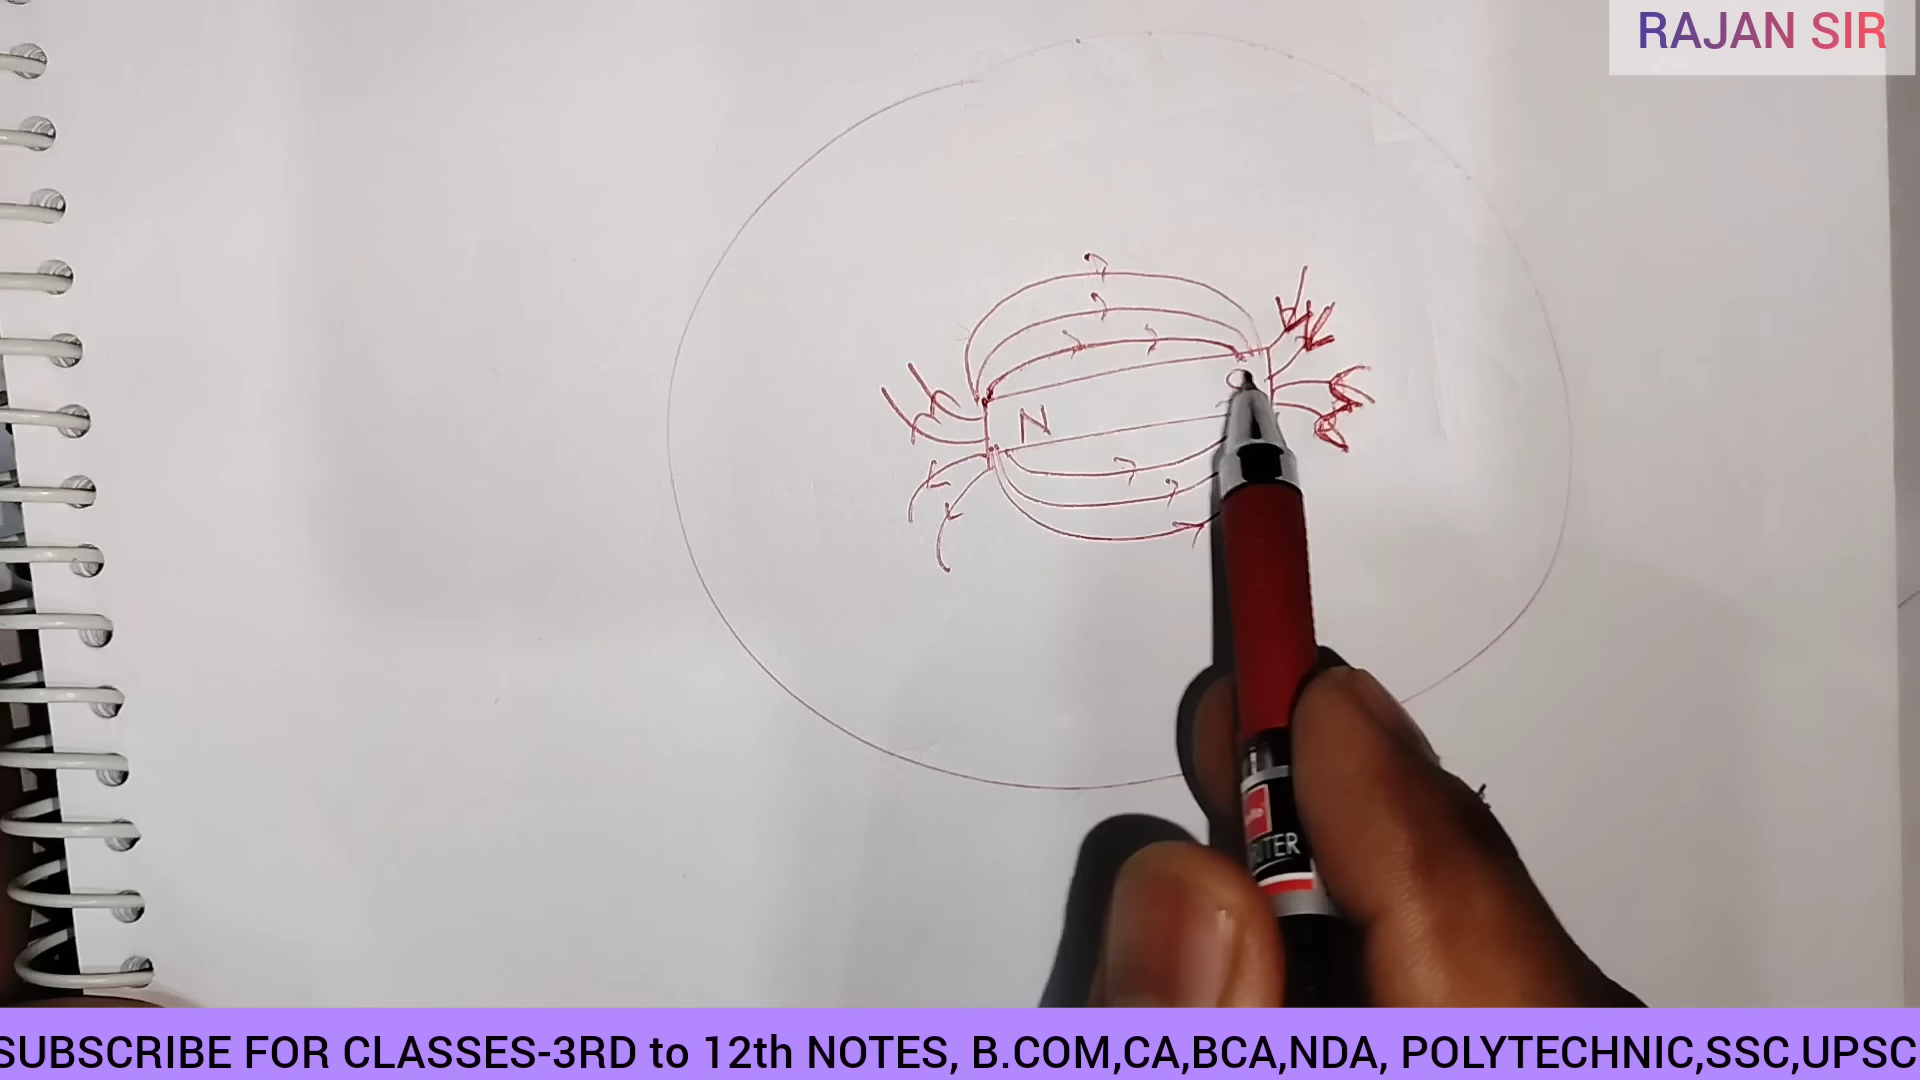 RAJAN SIR
N
SUBSCRIBE FOR CLASSES-3RD to 12th NOTES, B.COM,CA,BCA,NDA, POLYTECHNIC,SSC,UPSC